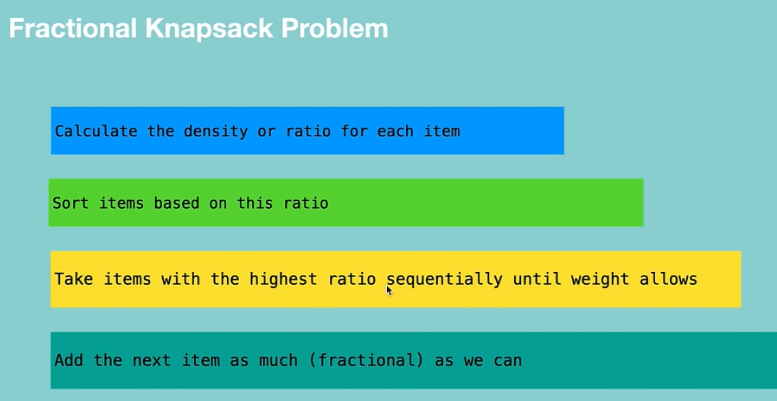 Fractional Knapsack Problem
Calculate the density or ratio for each item
Sort items based on this ratio
Take items with the highest ratio sequentially until weight allows
Add the next item as much (fractional) as we can